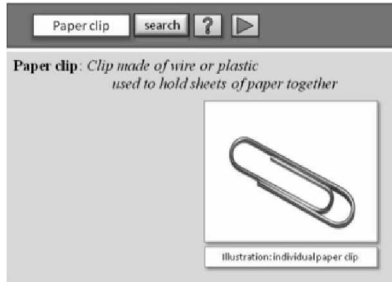 Paper clip search ?
Paper clip: Clip made of wire or plastic
used to hold sheets of paper together
Illustration: individual paper clip